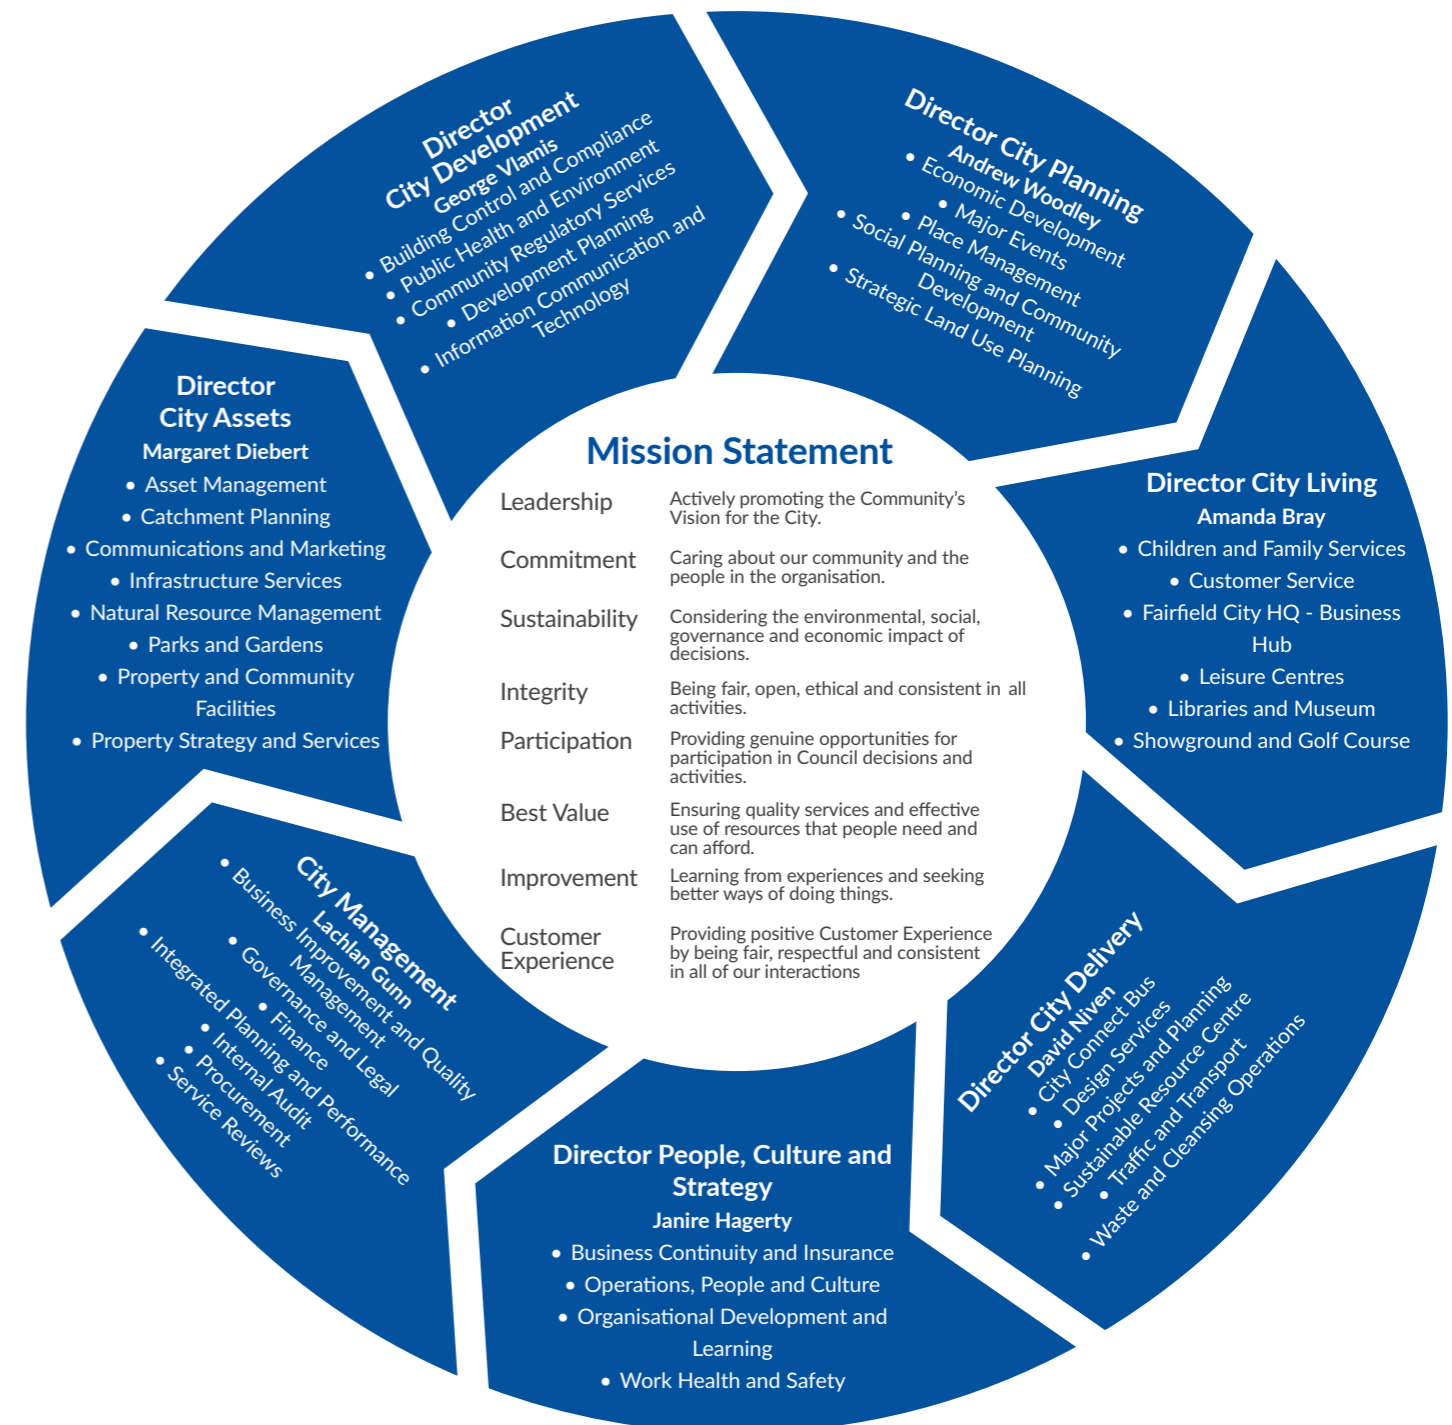 Director
City Development
George Vlamis
• Building Control and Compliance
• Public Health and Environment
• Community Regulatory Services
• Development Planning
• Information Communication and
Technology
Director City Planning
Andrew Woodley
• Economic Development
• Major Events
• Place Management
• Social Planning and Community
Development
• Strategic Land Use Planning
Director City Living
Amanda Bray
• Children and Family Services
• Customer Service
• Fairfield City HQ - Business
Hub
• Leisure Centres
• Libraries and Museum
• Showground and Golf Course
Director City Delivery
David Niven
• City Connect Bus
• Design Services
• Major Projects and Planning
• Sustainable Resource Centre
• Traffic and Transport
• Waste and Cleansing Operations
Director People, Culture and
Strategy
Janire Hagerty
• Business Continuity and Insurance
• Operations, People and Culture
• Organisational Development and
Learning
• Work Health and Safety
City Management
Lachlan Gunn
• Business Improvement and Quality
Management
• Governance and Legal
• Finance
• Integrated Planning and Performance
• Internal Audit
• Procurement
• Service Reviews
Director
City Assets
Margaret Diebert
• Asset Management
• Catchment Planning
• Communications and Marketing
• Infrastructure Services
• Natural Resource Management
• Parks and Gardens
• Property and Community
Facilities
• Property Strategy and Services
Mission Statement
Leadership
Actively promoting the Community's
Vision for the City.
Commitment
Caring about our community and the
people in the organisation.
Sustainability
Considering the environmental, social,
governance and economic impact of
decisions.
Integrity
Being fair, open, ethical and consistent in all
activities.
Participation
Providing genuine opportunities for
participation in Council decisions and
activities.
Best Value
Ensuring quality services and effective
use of resources that people need and
can afford.
Improvement
Learning from experiences and seeking
better ways of doing things.
Customer
Experience
Providing positive Customer Experience
by being fair, respectful and consistent
in all of our interactions